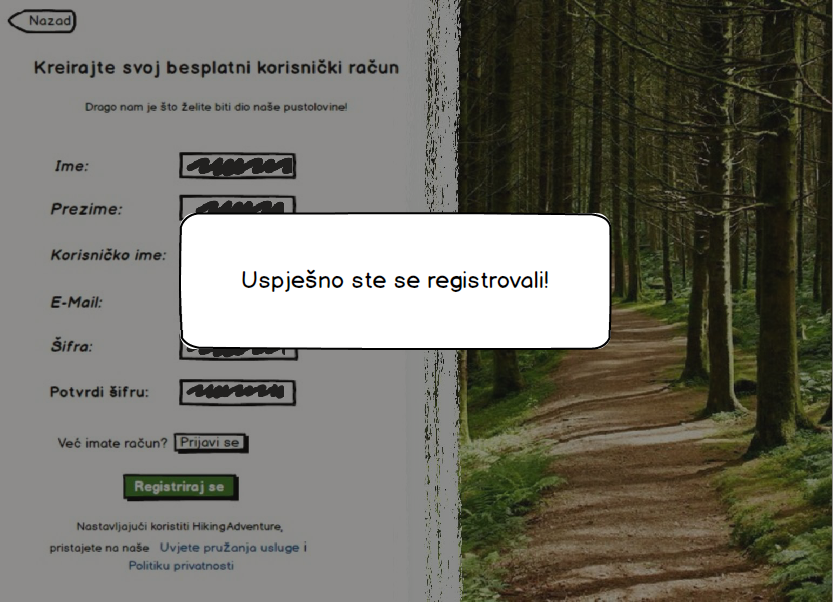 Nazad
Kreirajte svoj besplatni korisnički račun
Drago nam je što želite biti dio naše pustolovine!
Ime:
Prezime:
Korisničko ime:
Uspješno ste se registrovali!
E-Mail:
Šifra:
Potvrdi šifru:
Već imate račun? Prijavi se
Registriraj se
Nastavljajući koristiti HikingAdventure,
pristajete na naše Uvjete pružanja usluge i
Politiku privatnosti